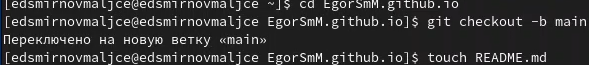 [edsmirnovmaljce@edsmirnovmaljce ~]$ cd EgorSmM.github.io
[edsmirnovmaljce@edsmirnovmaljce EgorSmM.github.io]$ git checkout -b main
Переключено на новую ветку «main»
[edsmirnovmaljce@edsmirnovmaljce EgorSmM.github.io]$ touch README.md